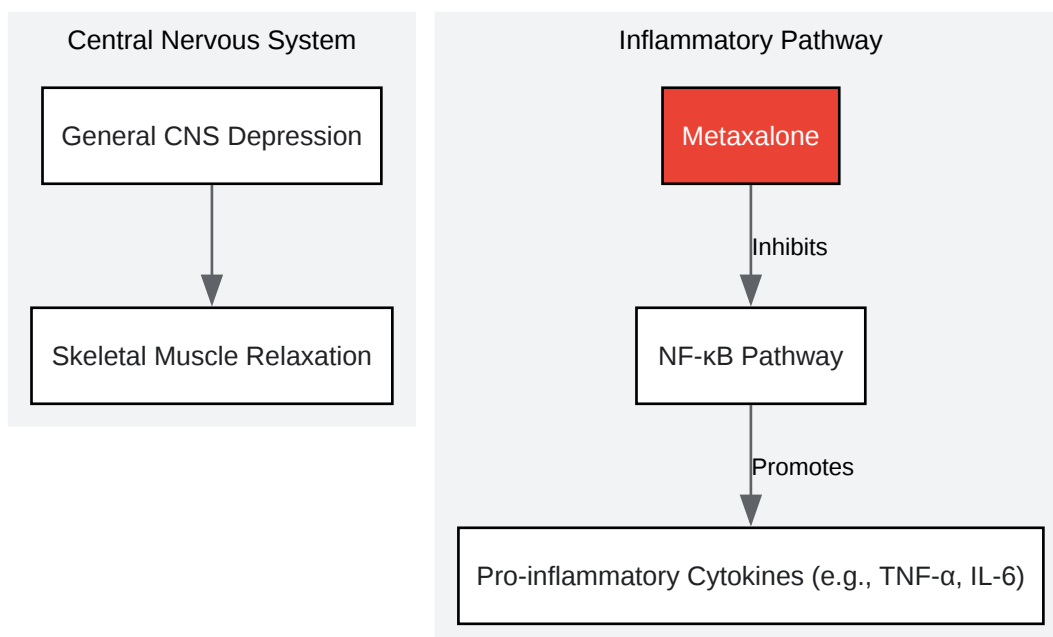 Central Nervous System
General CNS Depression
Skeletal Muscle Relaxation
Inflammatory Pathway
Metaxalone
Inhibits
NF-κB Pathway
Promotes
Pro-inflammatory Cytokines (e.g., TNF-α, IL-6)